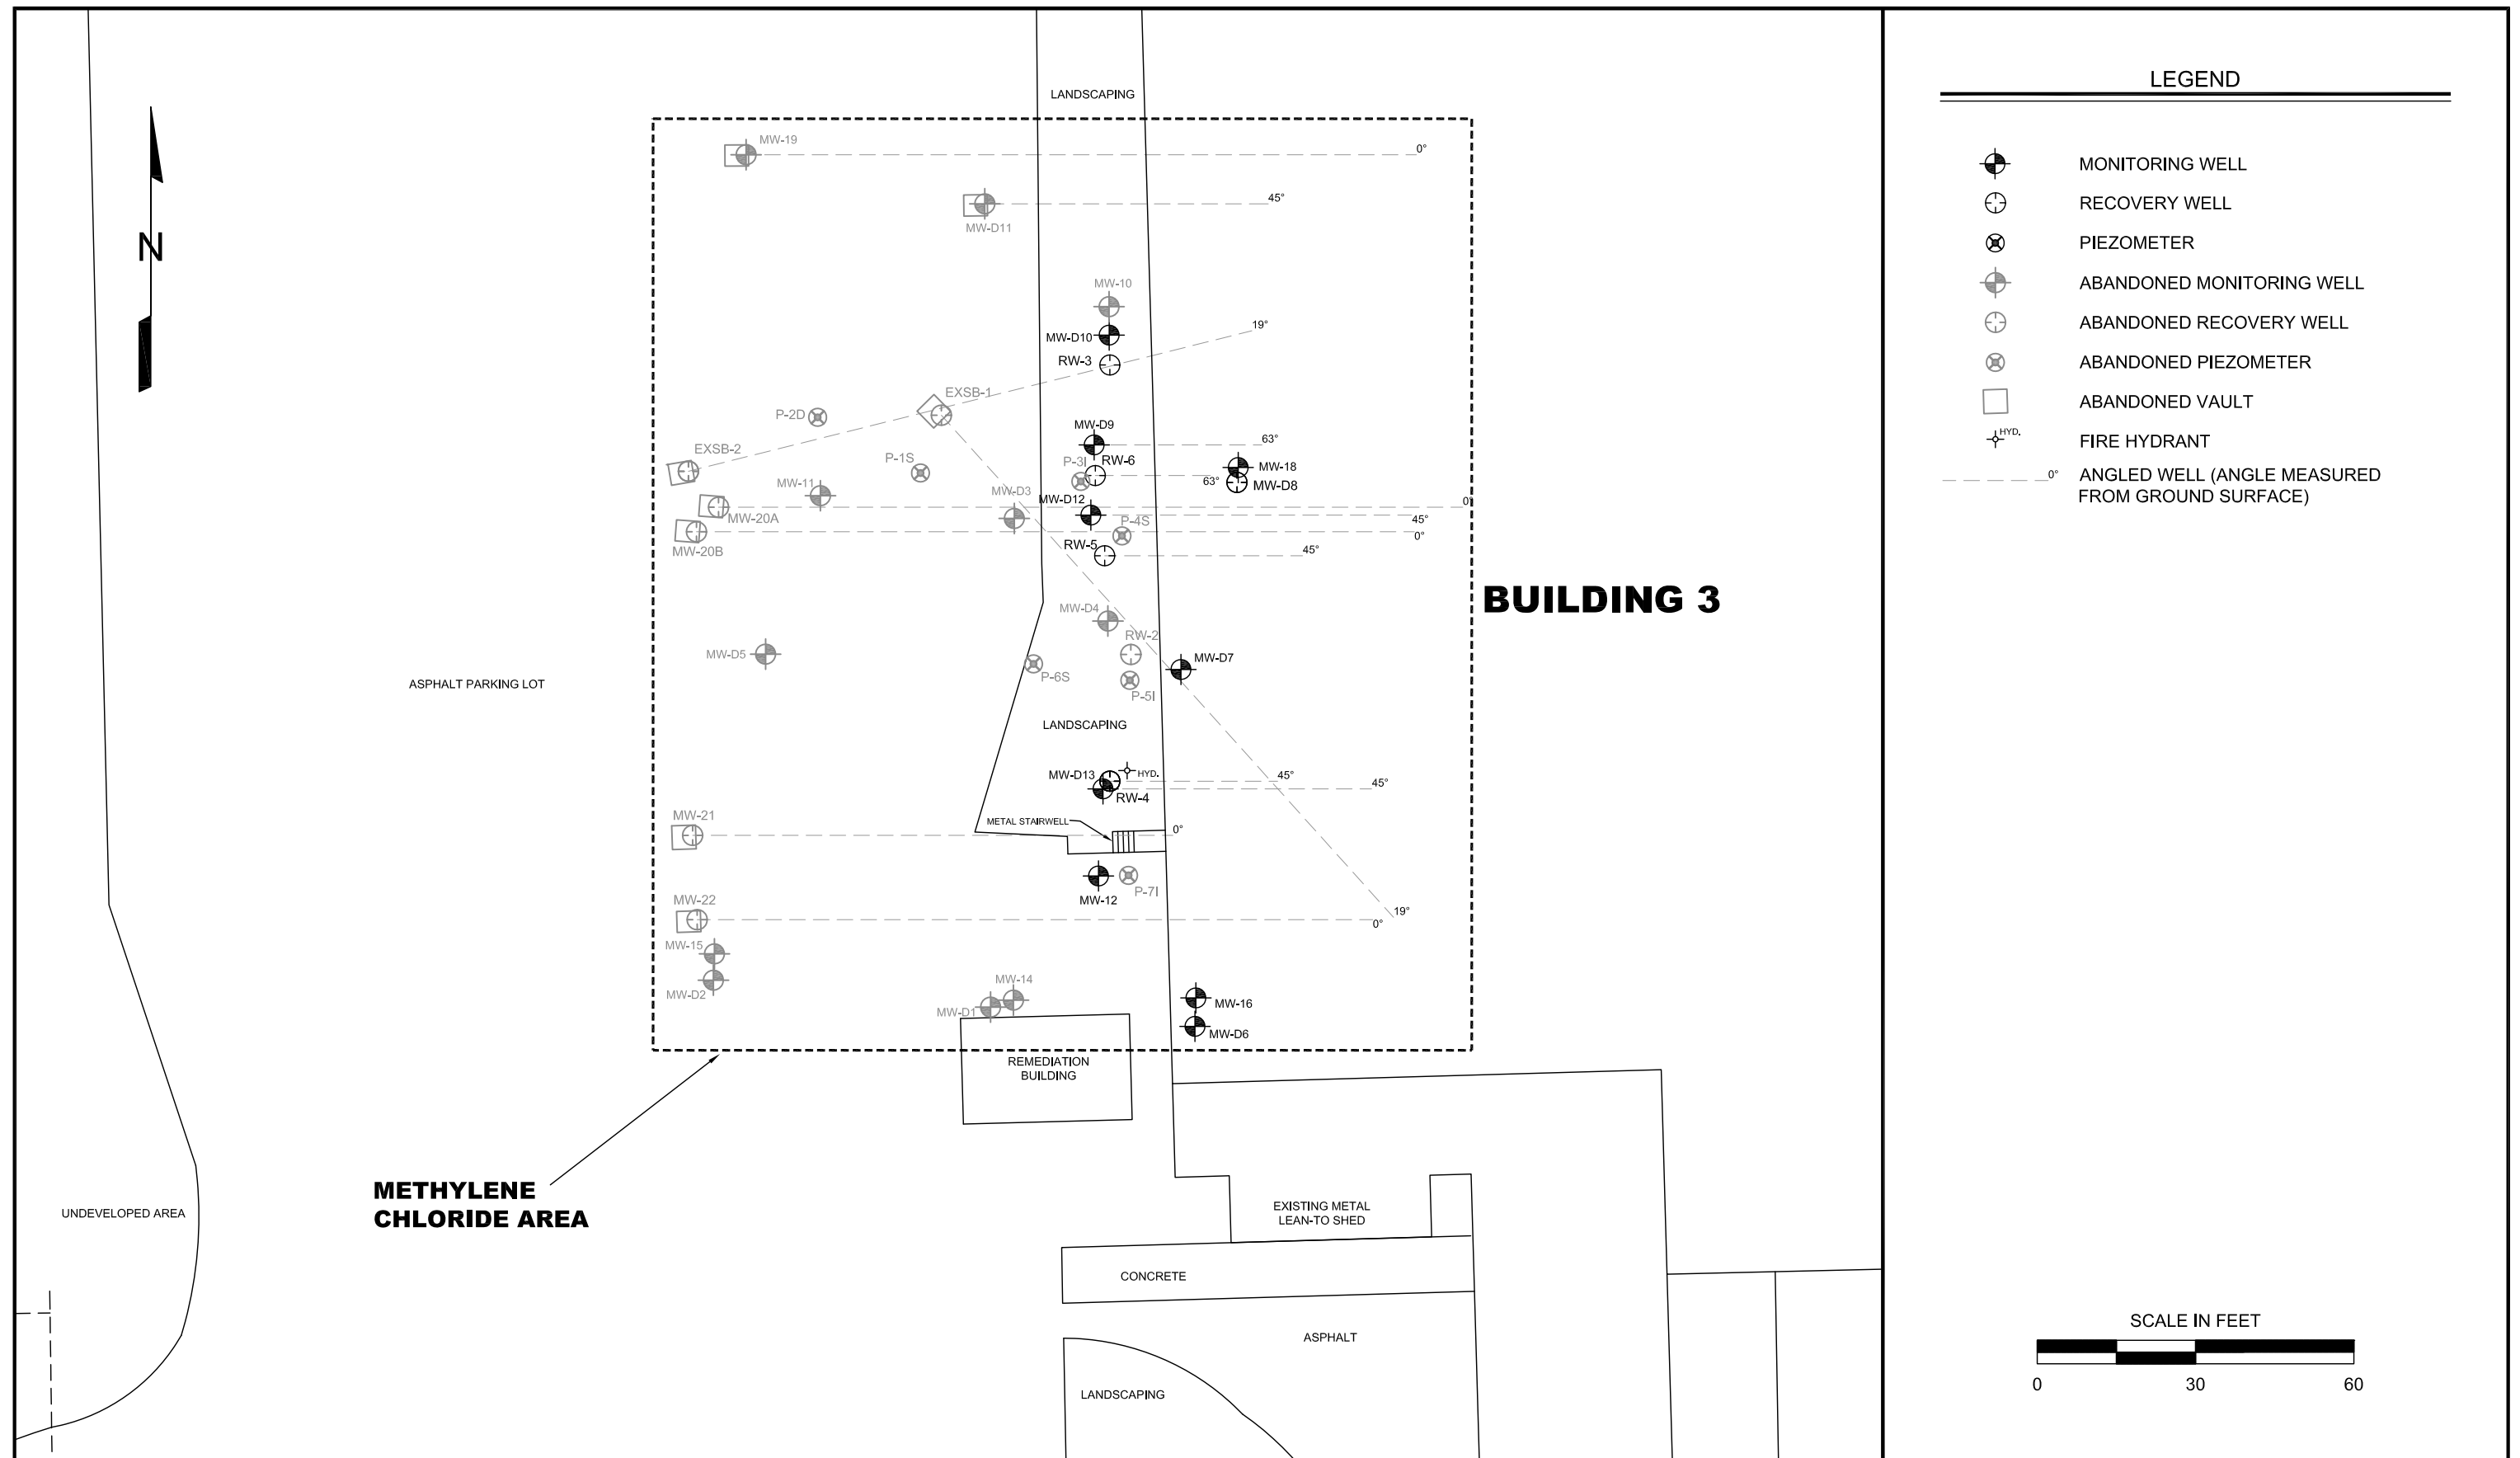 LANDSCAPING
MW-19
0°
45°
MW-D11
MW-10
19°
MW-D10
RW-3
EXSB-1
P-2D
MW-D9
63°
EXSB-2
P-1S
P-3I
RW-6
MW-18
63°
MW-D8
MW-11
MW-D3
MW-D12
0°
MW-20A
45°
P-4S
0°
MW-20B
RW-5
45°
BUILDING 3
MW-D4
RW-2
MW-D5
MW-D7
P-6S
ASPHALT PARKING LOT
P-5I
LANDSCAPING
MW-D13
HYD.
45°
45°
RW-4
MW-21
METAL STAIRWELL
0°
P-7I
MW-12
MW-22
19°
0°
MW-15
MW-14
MW-D2
MW-D1
MW-16
MW-D6
REMEDIATION
BUILDING
METHYLENE
CHLORIDE AREA
UNDEVELOPED AREA
EXISTING METAL
LEAN-TO SHED
CONCRETE
ASPHALT
LANDSCAPING
N
LEGEND
MONITORING WELL
RECOVERY WELL
PIEZOMETER
ABANDONED MONITORING WELL
ABANDONED RECOVERY WELL
ABANDONED PIEZOMETER
ABANDONED VAULT
HYD.
FIRE HYDRANT
0°
ANGLED WELL (ANGLE MEASURED
FROM GROUND SURFACE)
SCALE IN FEET
0 30 60